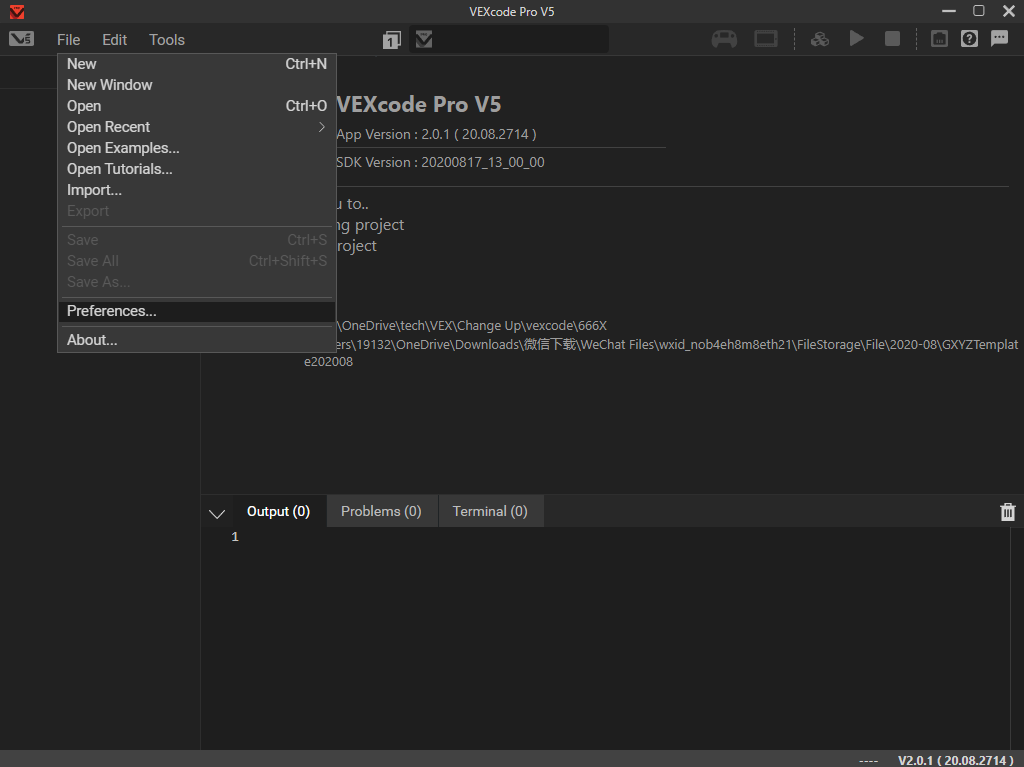 VEXcode Pro V5
V5 File Edit Tools 1
New Ctrl+N
New Window
Open Ctrl+O
Open Recent
Open Examples...
Open Tutorials...
Import...
Export
Save Ctrl+S
Save All Ctrl+Shift+S
Save As...
Preferences...
About...
VEXcode Pro V5
App Version : 2.0.1 ( 20.08.2714 )
SDK Version : 20200817_13_00_00
u to..
ng project
roject
\OneDrive\tech\VEX\Change Up\vexcode\666X
ers\19132\OneDrive\Downloads\微信下载\WeChat Files\wxid_nob4eh8m8eth21\FileStorage\File\2020-08\GXYZTemplat
e202008
Output (0) Problems (0) Terminal (0)
1
---- V2.0.1 ( 20.08.2714 )